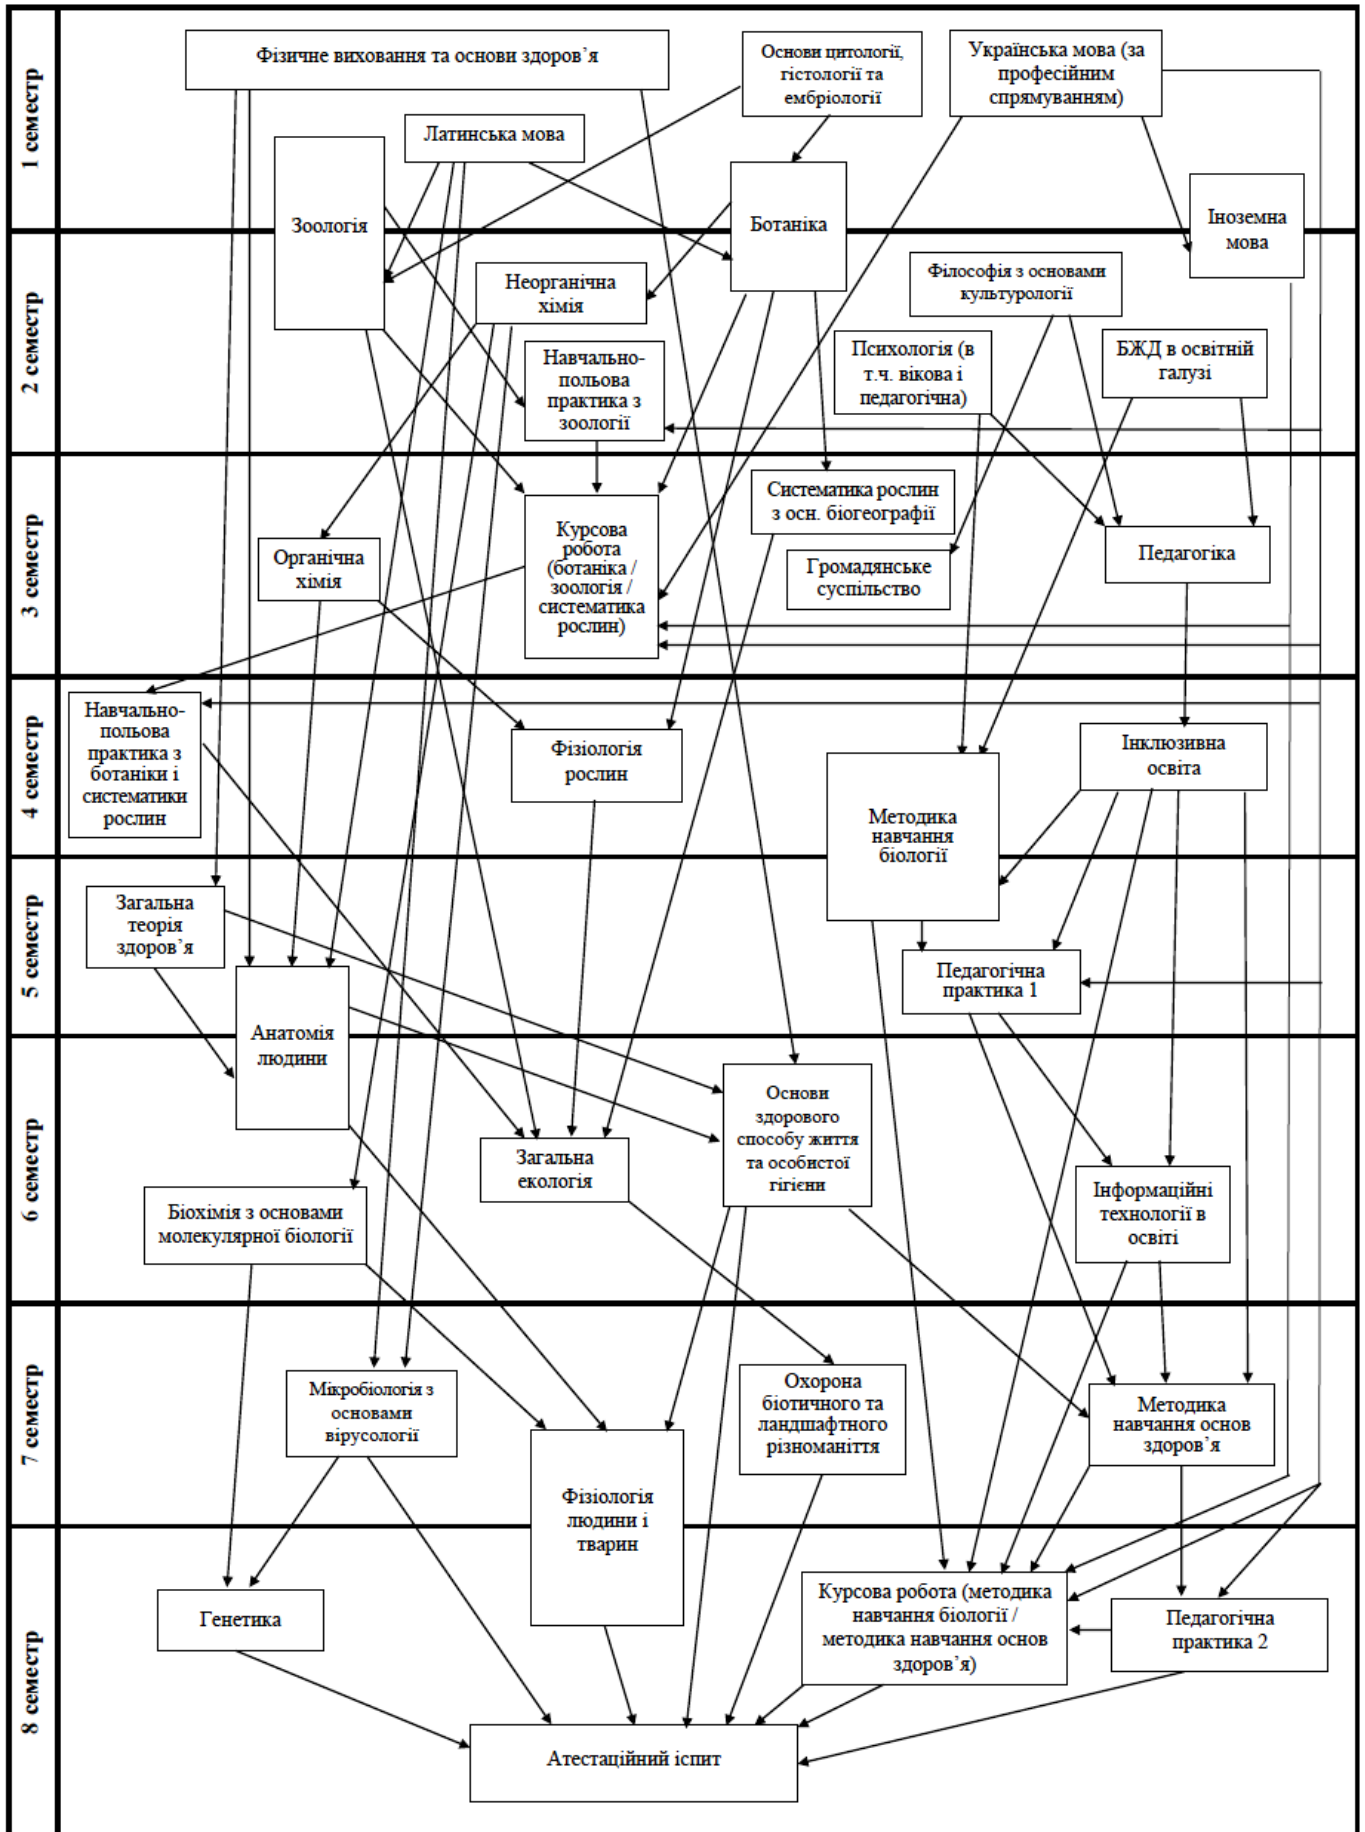 1 семестр
Фізичне виховання та основи здоров’я
Основи цитології,
гістології та
ембріології
Українська мова (за
професійним
спрямуванням)
Латинська мова
Зоологія
Ботаніка
Іноземна
мова
2 семестр
Неорганічна
хімія
Філософія з основами
культурології
Навчально-
польова
практика з
зоології
Психологія (в
т.ч. вікова і
педагогічна)
БЖД в освітній
галузі
3 семестр
Систематика рослин
з осн. біогеографії
Курсова
робота
(ботаніка /
зоологія /
систематика
рослин)
Органічна
хімія
Громадянське
суспільство
Педагогіка
4 семестр
Навчально-
польова
практика з
ботаніки і
систематики
рослин
Фізіологія
рослин
Інклюзивна
освіта
Методика
навчання
біології
5 семестр
Загальна
теорія
здоров’я
Педагогічна
практика 1
Анатомія
людини
6 семестр
Основи
здорового
способу життя
та особистої
гігієни
Загальна
екологія
Біохімія з основами
молекулярної біології
Інформаційні
технології в
освіті
7 семестр
Мікробіологія з
основами
вірусології
Охорона
біотичного та
ландшафтного
різноманіття
Методика
навчання основ
здоров’я
Фізіологія
людини і
тварин
8 семестр
Генетика
Курсова робота (методика
навчання біології /
методика навчання основ
здоров’я)
Педагогічна
практика 2
Атестаційний іспит